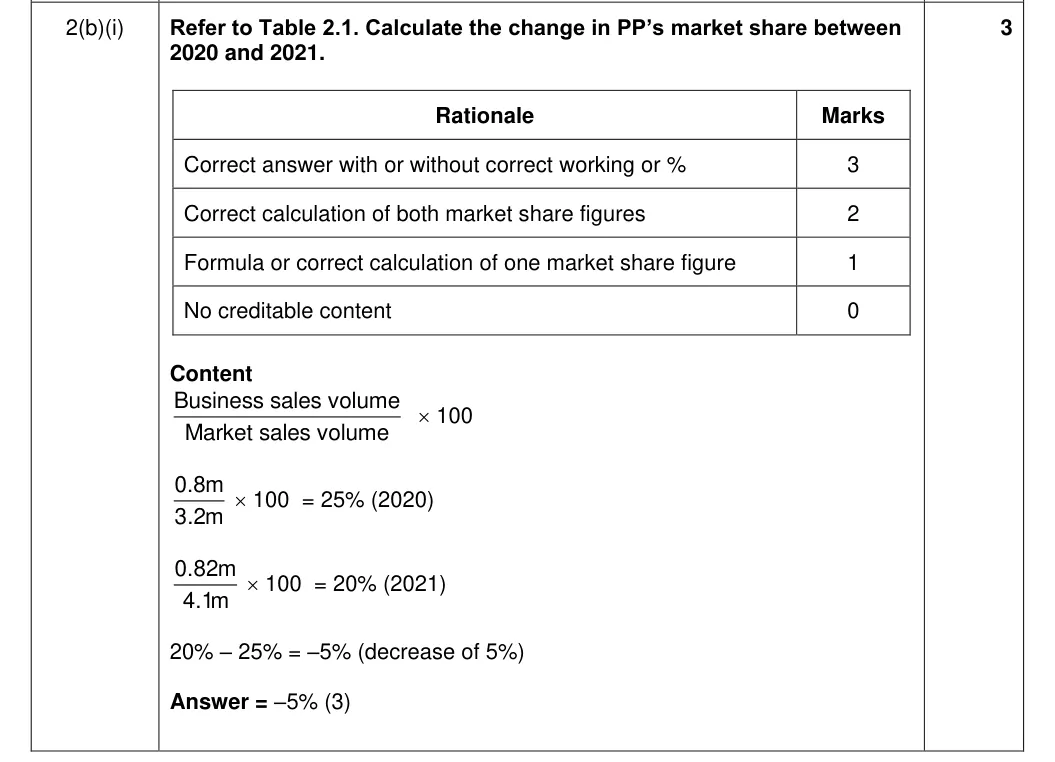 2(b)(i)
Refer to Table 2.1. Calculate the change in PP’s market share between
2020 and 2021.
3
Rationale
Marks
Correct answer with or without correct working or %
3
Correct calculation of both market share figures
2
Formula or correct calculation of one market share figure
1
No creditable content
0
Content
Business sales volume
Market sales volume
× 100
0.8m
3.2m
× 100 = 25% (2020)
0.82m
4.1m
× 100 = 20% (2021)
20% – 25% = –5% (decrease of 5%)
Answer = –5% (3)